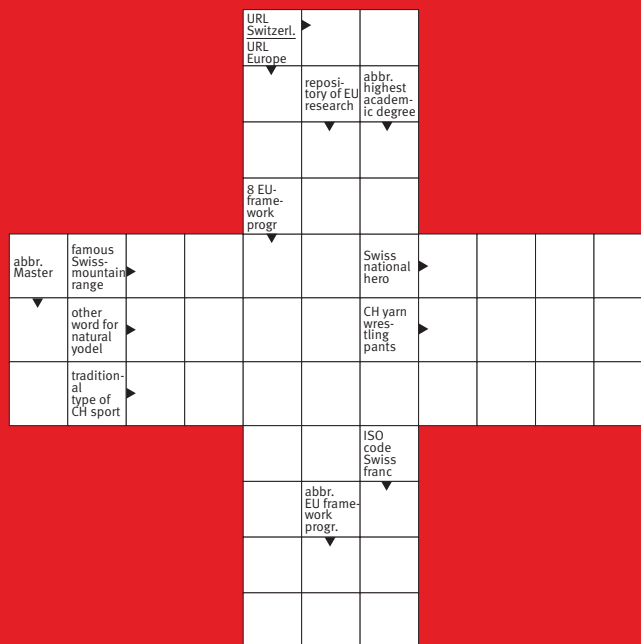 URL
Switzerl.
URL
Europe
reposi-
tory of EU
research
abbr.
highest
academ-
ic degree
8 EU-
frame-
work
progr
abbr.
Master
famous
Swiss-
mountain
range
Swiss
national
hero
other
word for
natural
yodel
CH yarn
wres-
tling
pants
tradition-
al
type of
CH sport
ISO
code
Swiss
franc
abbr.
EU frame-
work
progr.